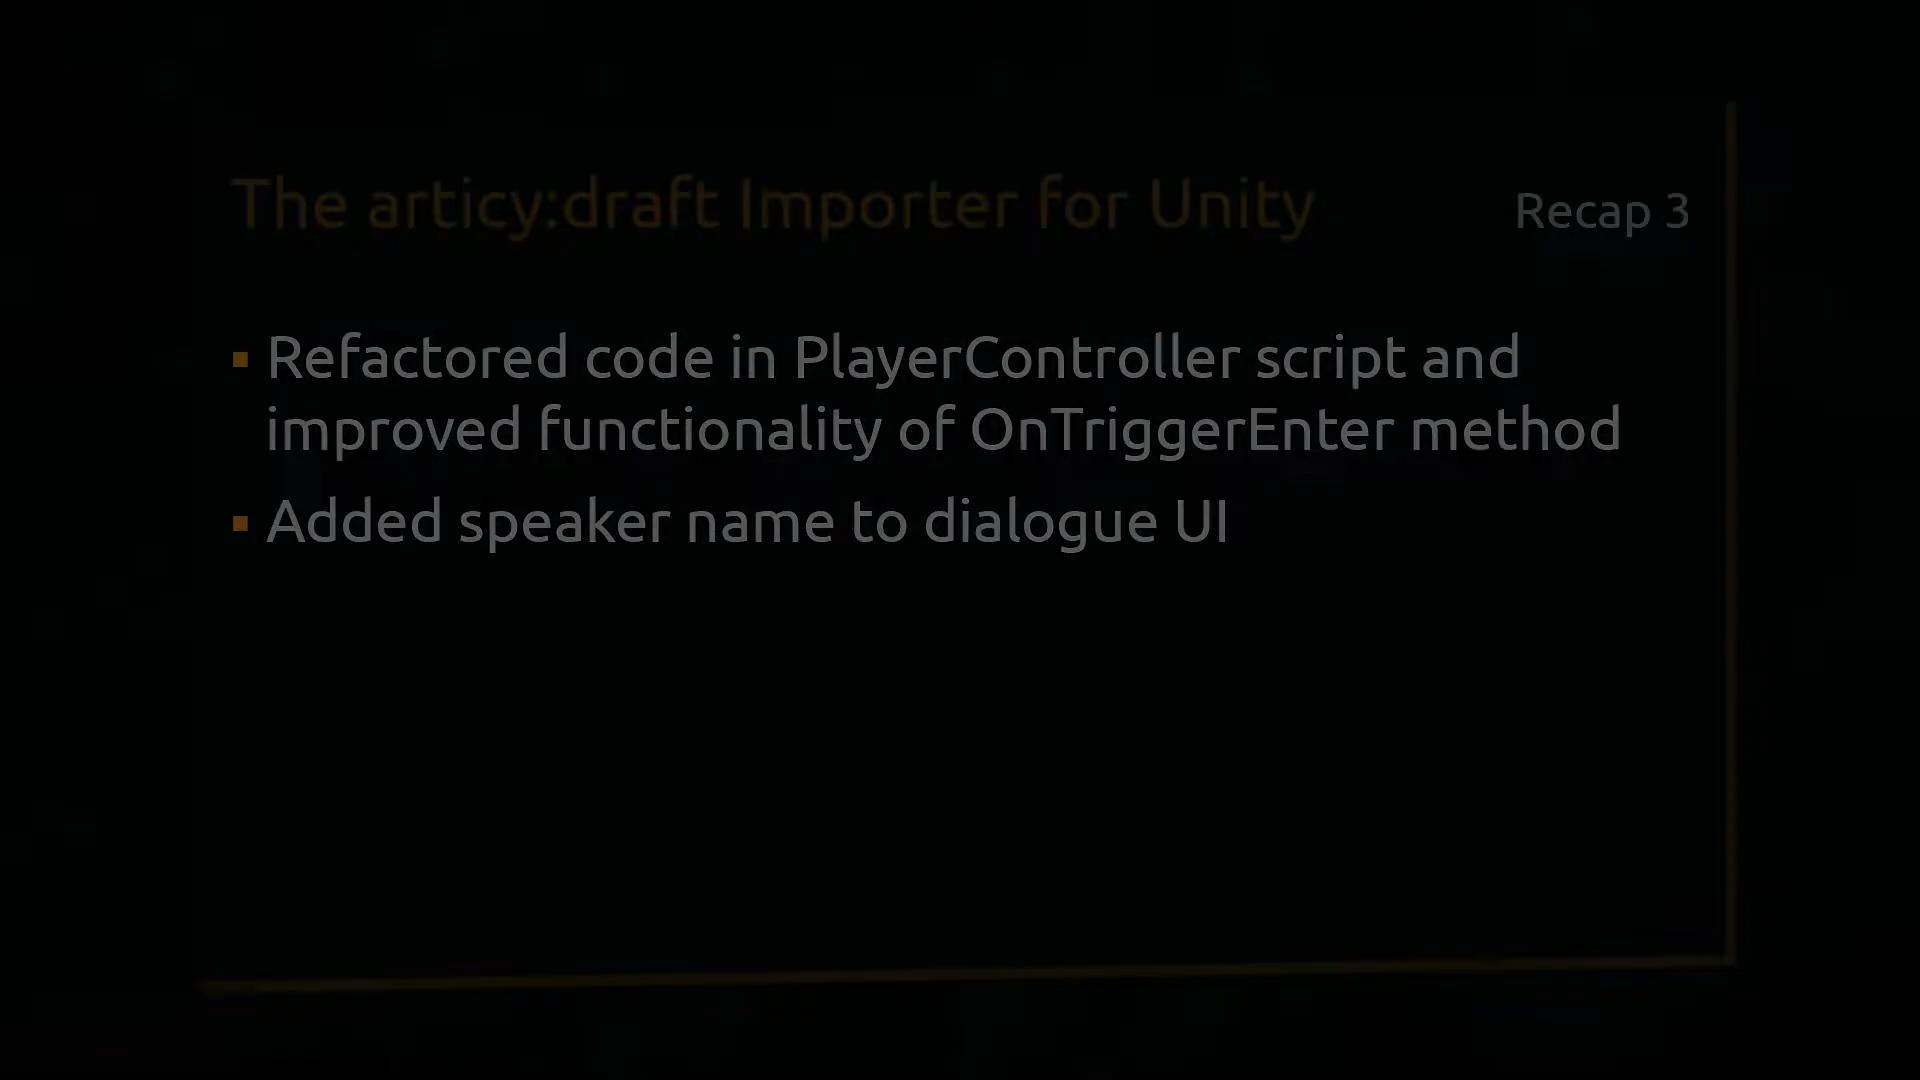 The articy:draft Importer for Unity
Recap 3
▪ Refactored code in PlayerController script and
improved functionality of OnTriggerEnter method
▪ Added speaker name to dialogue UI